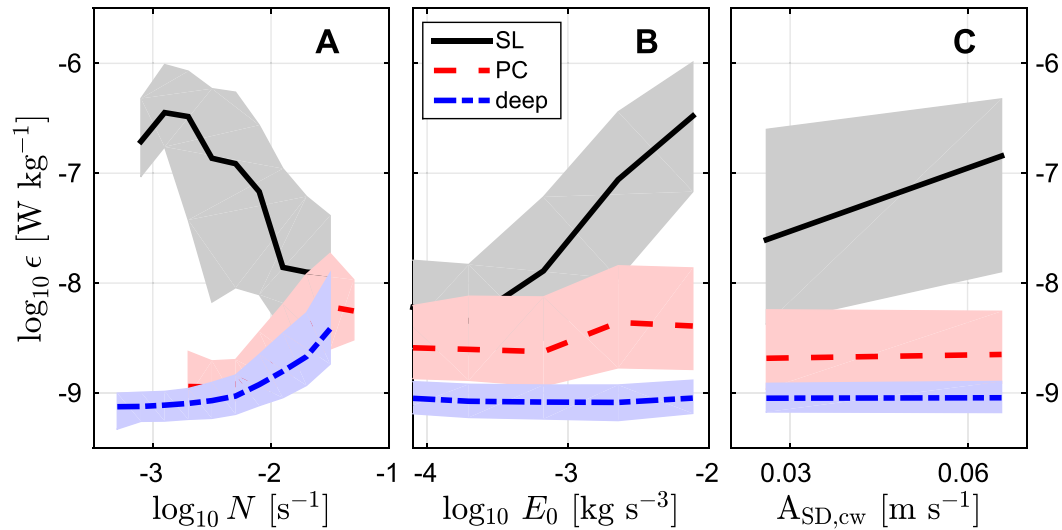 A
B
C
SL
PC
deep
-6
-7
-8
-9
log₁₀ ϵ [W kg⁻¹]
-6
-7
-8
-9
-3
-2
-1
-4
-3
-2
0.03
0.06
log₁₀ N [s⁻¹]
log₁₀ E₀ [kg s⁻³]
A_SD,cw [m s⁻¹]